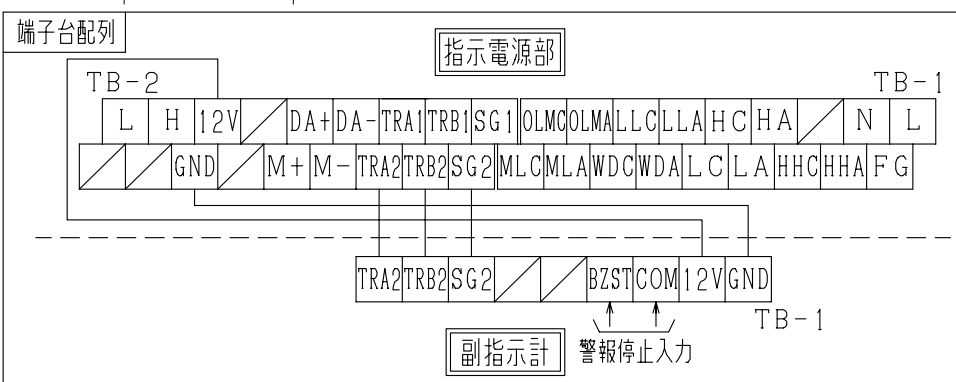 端子台配列
指示電源部
TB-2 TB-1
L H 12V DA+ DA- TRA1 TRB1 SG1 OLMC OLMA LLC LLA HC HA N L
GND M+ M- TRA2 TRB2 SG2 MLC MLA WDC WDA LC LA HHC HHA FG
TRA2 TRB2 SG2 BZST COM 12V GND
TB-1
副指示計 警報停止入力